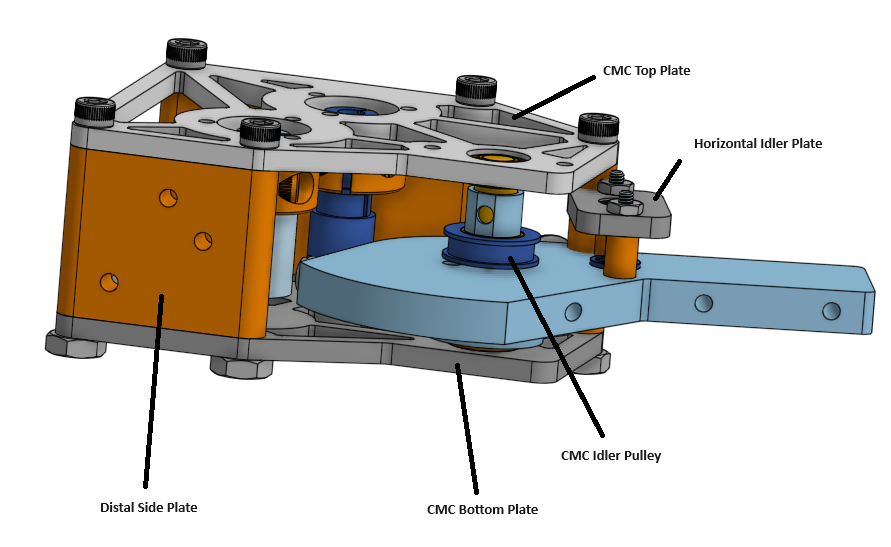 CMC Top Plate
Horizontal Idler Plate
CMC Idler Pulley
Distal Side Plate
CMC Bottom Plate